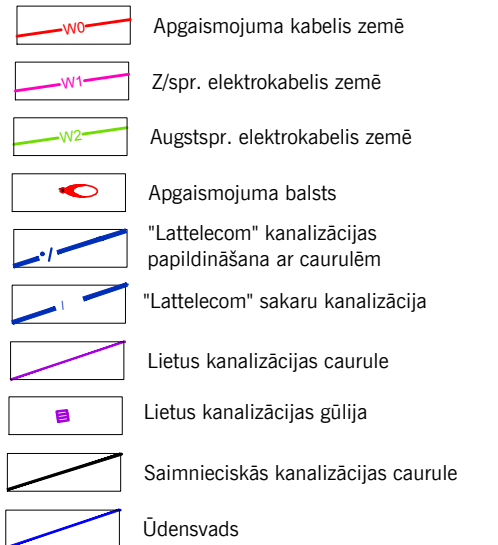 W0 Apgaismojuma kabelis zemē
W1 Z/spr. elektrokabelis zemē
W2 Augstspr. elektrokabelis zemē
Apgaismojuma balsts
"Lattelecom" kanalizācijas
papildināšana ar caurulēm
"Lattelecom" sakaru kanalizācija
Lietus kanalizācijas caurule
Lietus kanalizācijas gūlija
Saimnieciskās kanalizācijas caurule
Ūdensvads